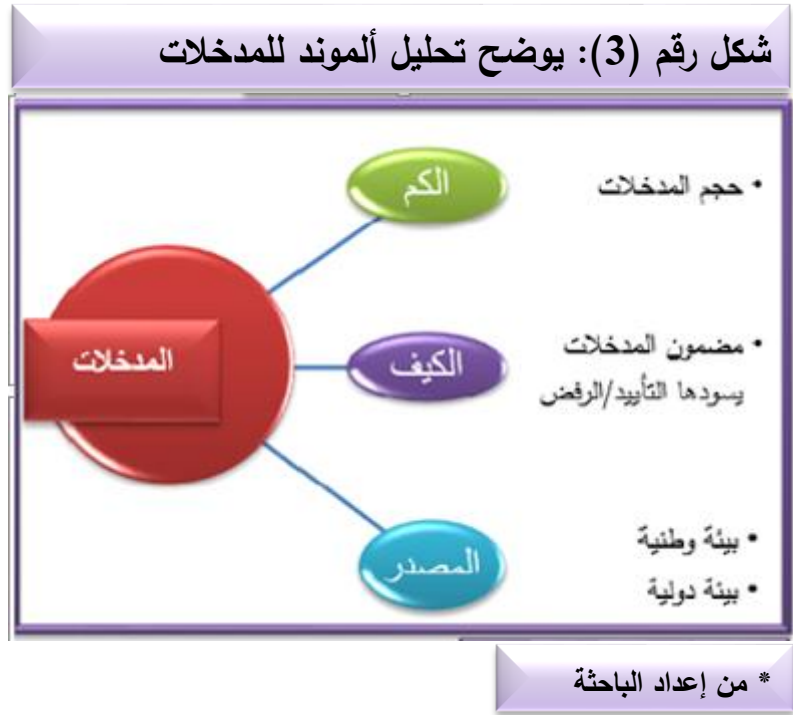 شكل رقم (3): يوضح تحليل ألموند للمدخلات
الكم
• حجم المدخلات
المدخلات
الكيف
• مضمون المدخلات
يسودها التأييد/الرفض
المصدر
• بيئة وطنية
• بيئة دولية
* من إعداد الباحثة